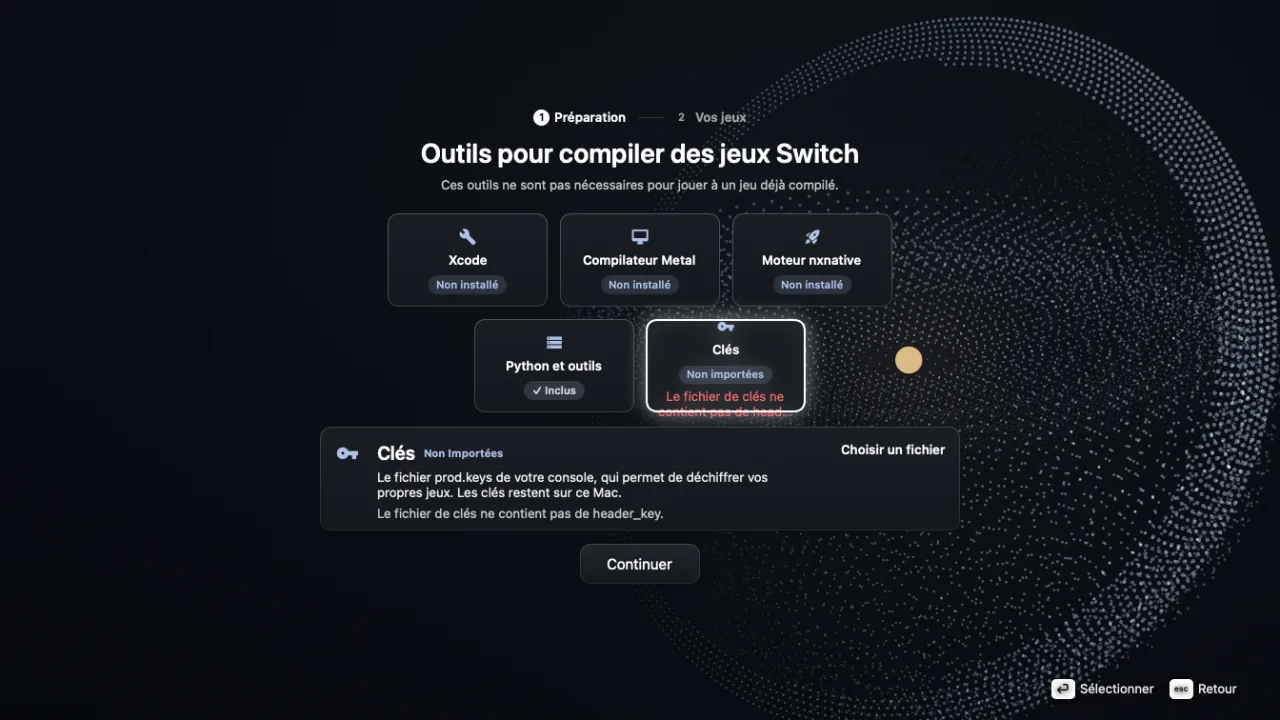 1 Préparation 2 Vos jeux
Outils pour compiler des jeux Switch
Ces outils ne sont pas nécessaires pour jouer à un jeu déjà compilé.
Xcode
Non installé
Compilateur Metal
Non installé
Moteur nxnative
Non installé
Python et outils
✓ Inclus
Clés
Non importées
Le fichier de clés ne
contient pas de head...
Clés Non Importées
Choisir un fichier
Le fichier prod.keys de votre console, qui permet de déchiffrer vos
propres jeux. Les clés restent sur ce Mac.
Le fichier de clés ne contient pas de header_key.
Continuer
Sélectionner esc Retour